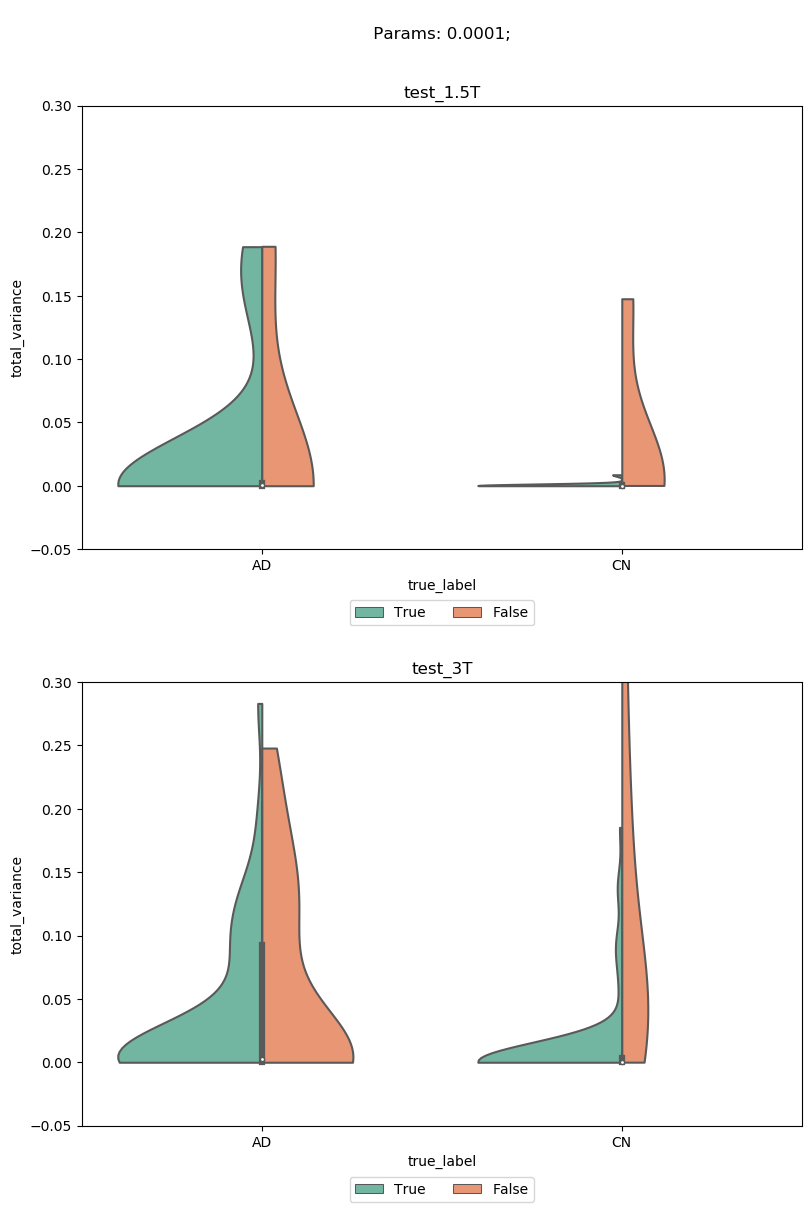 Params: 0.0001;
test_1.5T
0.30
0.25
0.20
0.15
0.10
0.05
0.00
−0.05
total_variance
AD CN
true_label
True False
test_3T
0.30
0.25
0.20
0.15
0.10
0.05
0.00
−0.05
total_variance
AD CN
true_label
True False